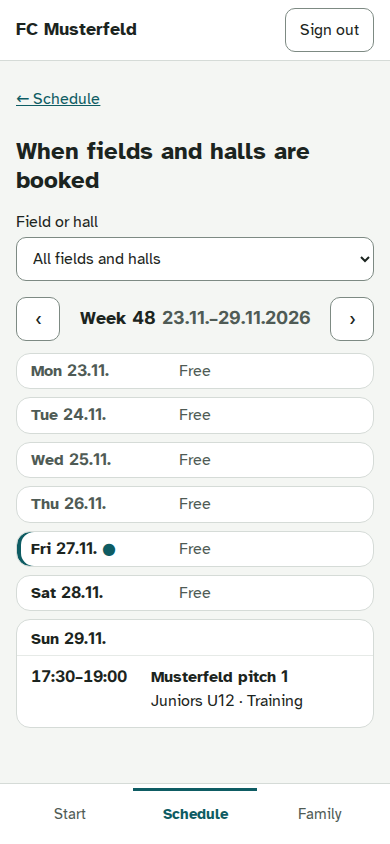 FC Musterfeld
Sign out
← Schedule
When fields and halls are
booked
Field or hall
All fields and halls
‹ Week 48 23.11.–29.11.2026 ›
Mon 23.11. Free
Tue 24.11. Free
Wed 25.11. Free
Thu 26.11. Free
Fri 27.11. Free
Sat 28.11. Free
Sun 29.11.
17:30–19:00 Musterfeld pitch 1
Juniors U12 · Training
Start Schedule Family